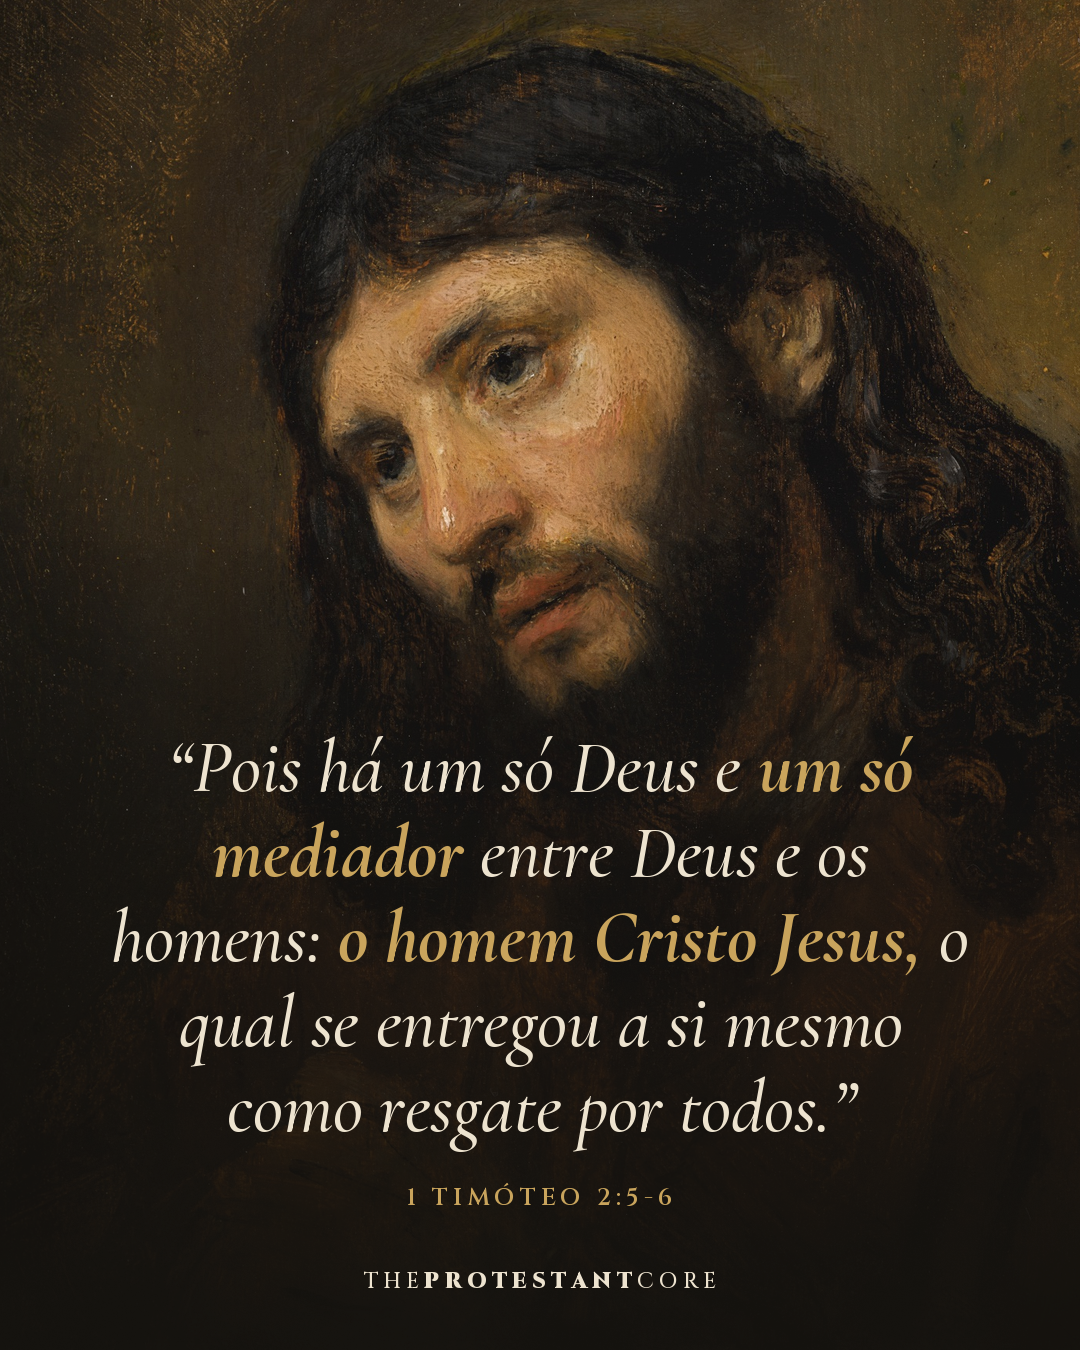 “Pois há um só Deus e um só
mediador entre Deus e os
homens: o homem Cristo Jesus, o
qual se entregou a si mesmo
como resgate por todos.”
1 TIMÓTEO 2:5-6
THEPROTESTANTCORE